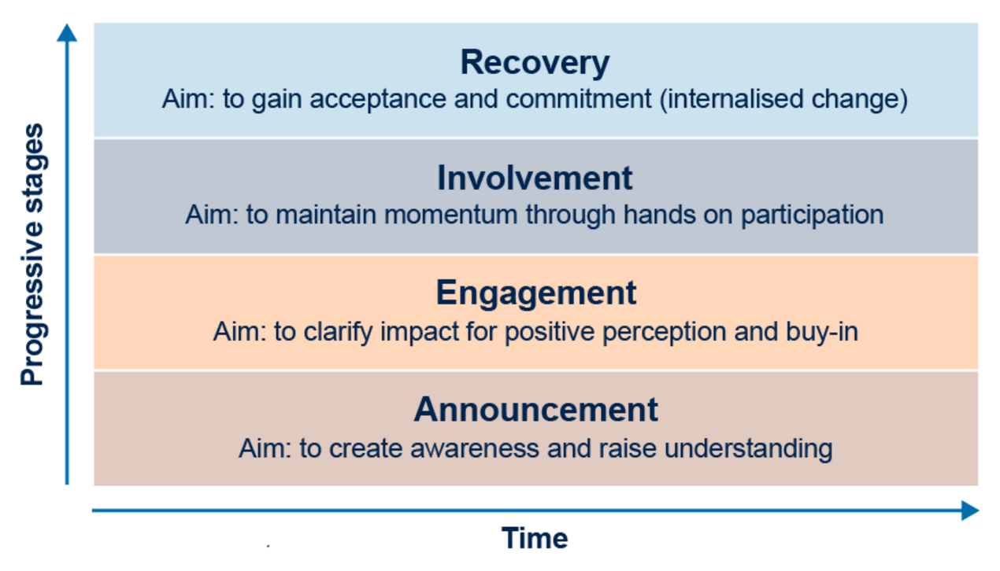 Progressive stages
Recovery
Aim: to gain acceptance and commitment (internalised change)
Involvement
Aim: to maintain momentum through hands on participation
Engagement
Aim: to clarify impact for positive perception and buy-in
Announcement
Aim: to create awareness and raise understanding
Time
.